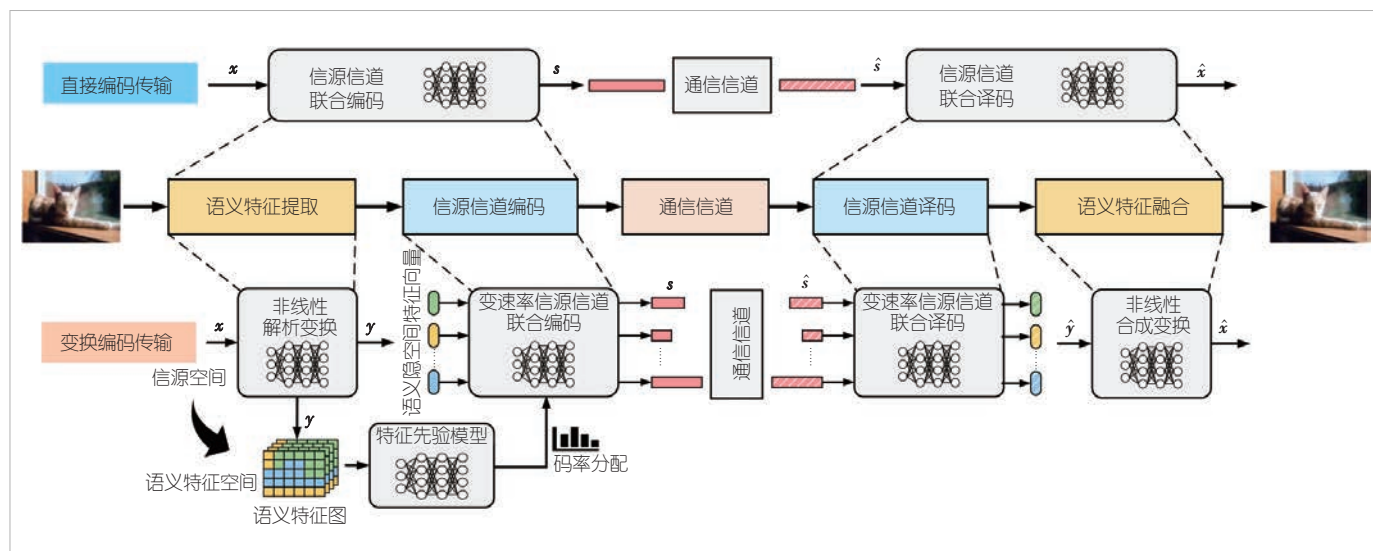 直接编码传输
x
信源信道
联合编码
s
通信信道
ŝ
信源信道
联合译码
x̂
语义特征提取
信源信道编码
通信信道
信源信道译码
语义特征融合
变换编码传输
x
信源空间
非线性
解析变换
y
语义隐空间特征向量
变速率信源信道
联合编码
s
通信信道
ŝ
变速率信源信道
联合译码
ŷ
非线性
合成变换
x̂
y
特征先验模型
码率分配
语义特征空间
语义特征图